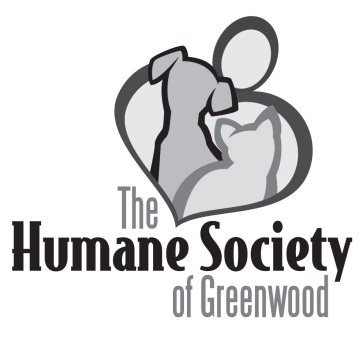 The
Humane Society
of Greenwood